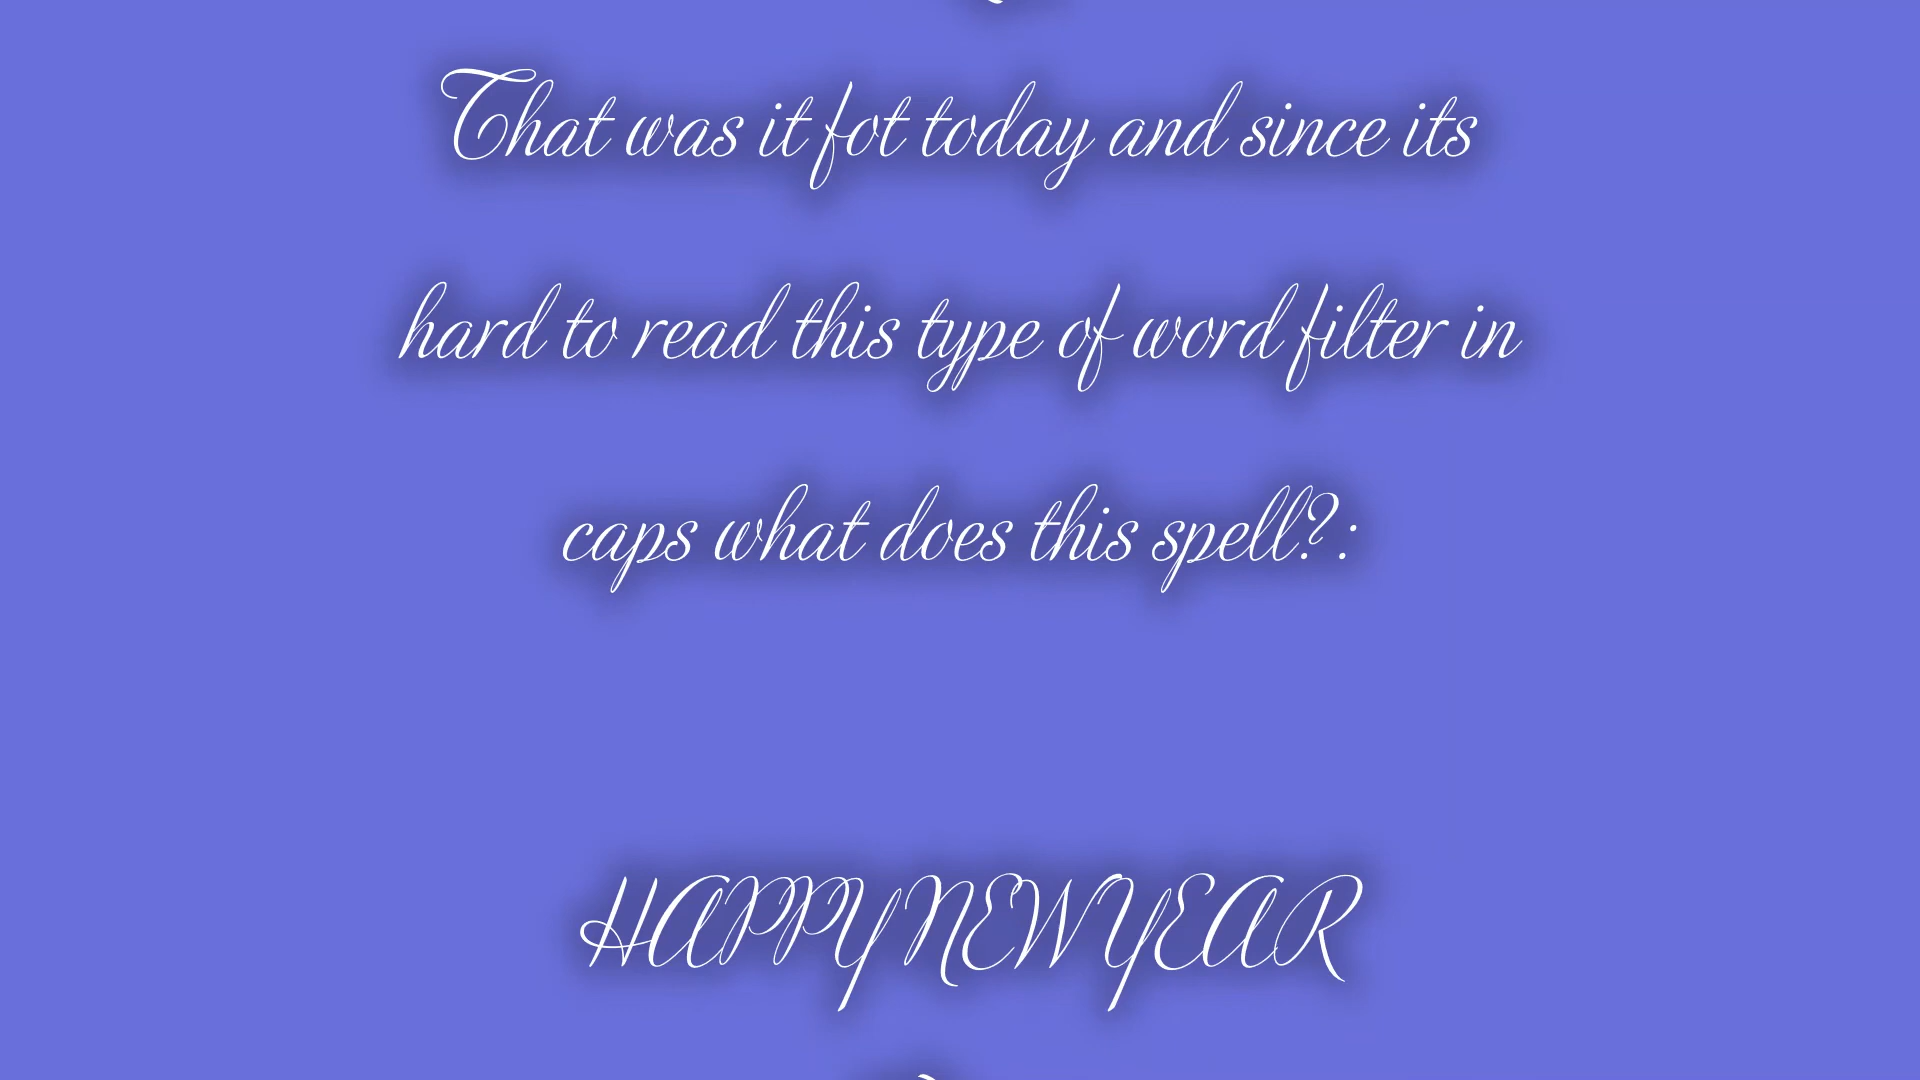 That was it fot today and since its
hard to read this type of word filter in
caps what does this spell?:
HAPPY NEW YEAR